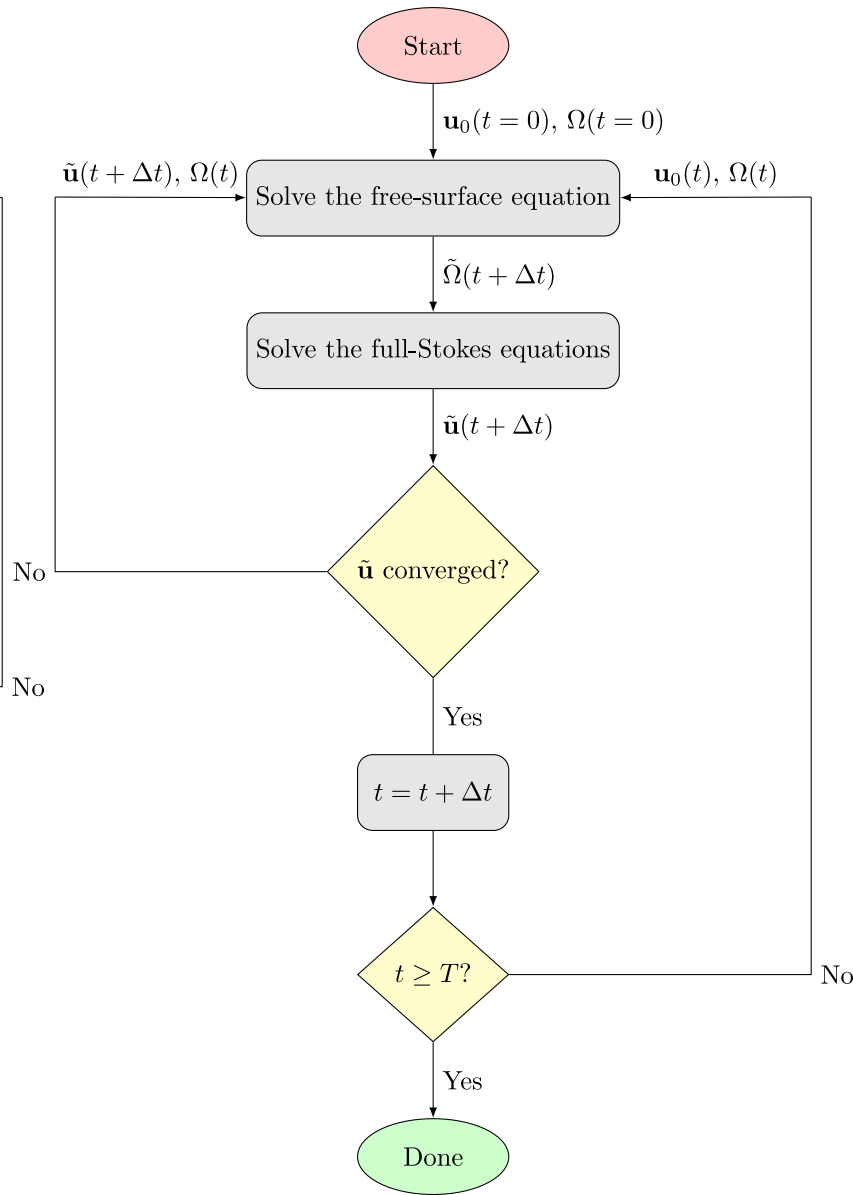 Start
𝐮₀(t = 0), Ω(t = 0)
𝐮̃(t + Δt), Ω(t)
Solve the free-surface equation
𝐮₀(t), Ω(t)
Ω̃(t + Δt)
Solve the full-Stokes equations
𝐮̃(t + Δt)
No
𝐮̃ converged?
No
Yes
t = t + Δt
t ≥ T?
No
Yes
Done